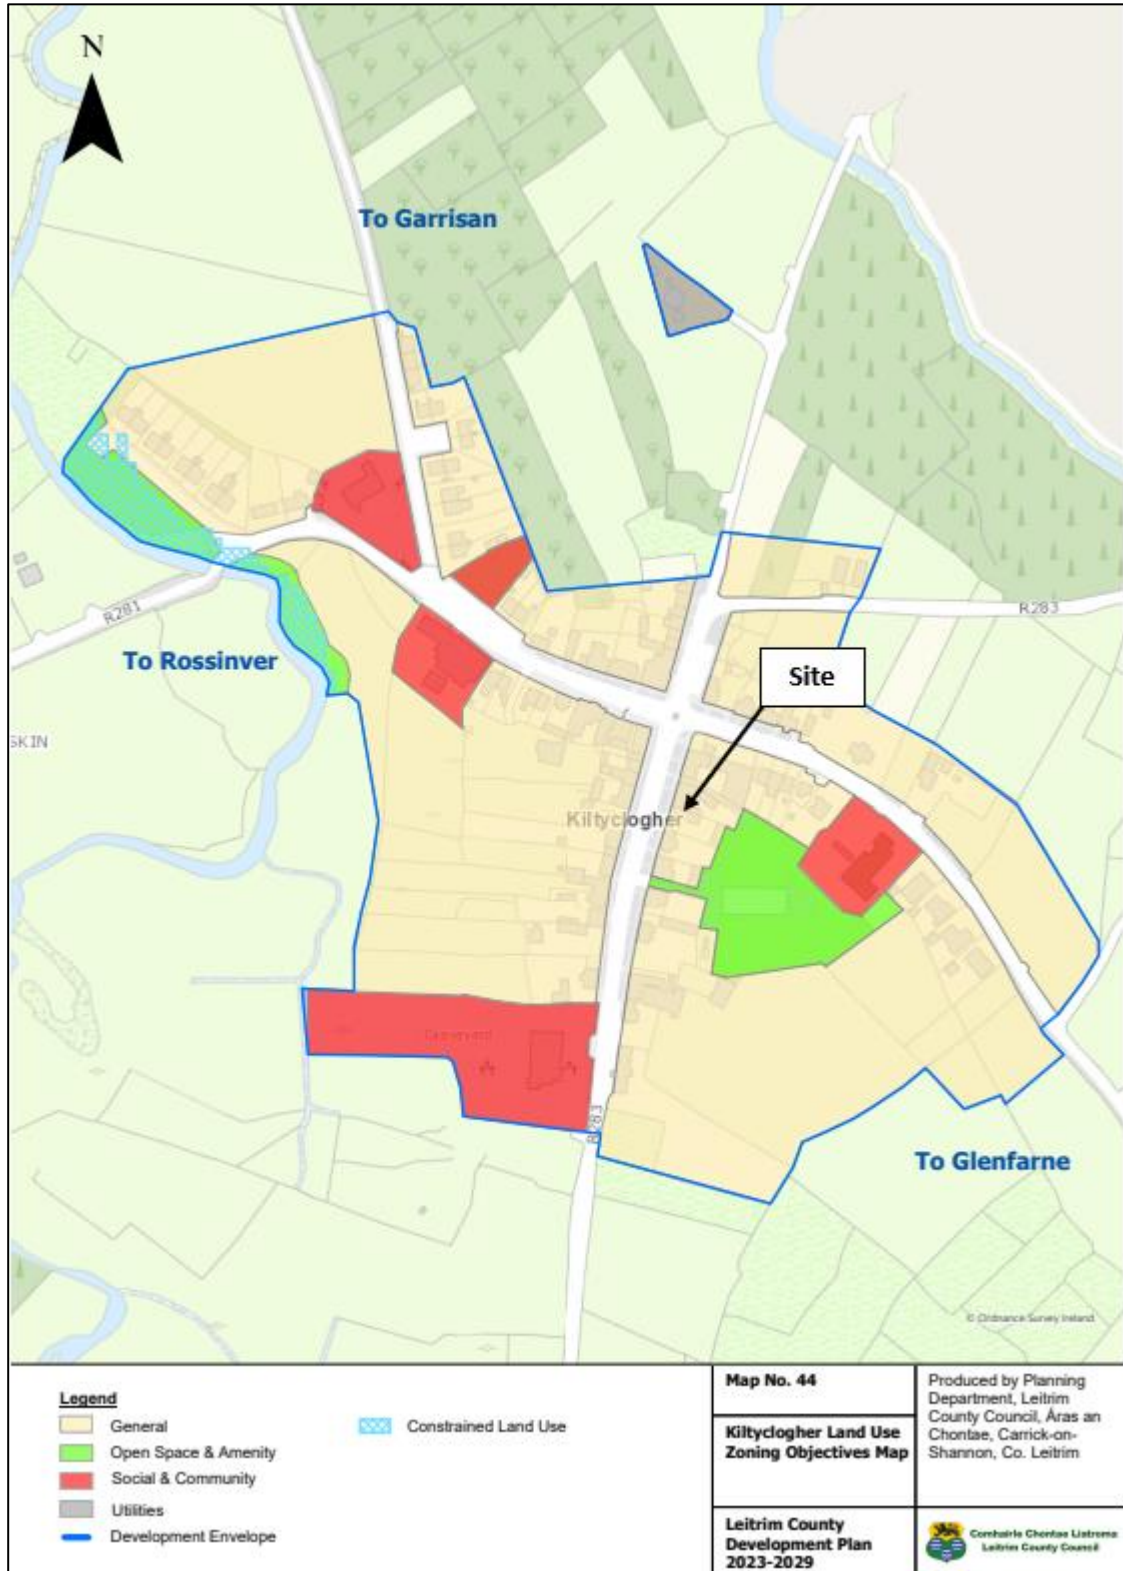 N
To Garrisan
R283
R281
To Rossinver
Site
SKIN
Kiltyclogher
Graveyard
R283
To Glenfarne
© Ordnance Survey Ireland
Legend
General
Open Space & Amenity
Social & Community
Utilities
Development Envelope
Constrained Land Use
Map No. 44
Kiltyclogher Land Use
Zoning Objectives Map
Leitrim County
Development Plan
2023-2029
Produced by Planning
Department, Leitrim
County Council, Áras an
Chontae, Carrick-on-
Shannon, Co. Leitrim
Comhairle Chontae Liatroma
Leitrim County Council